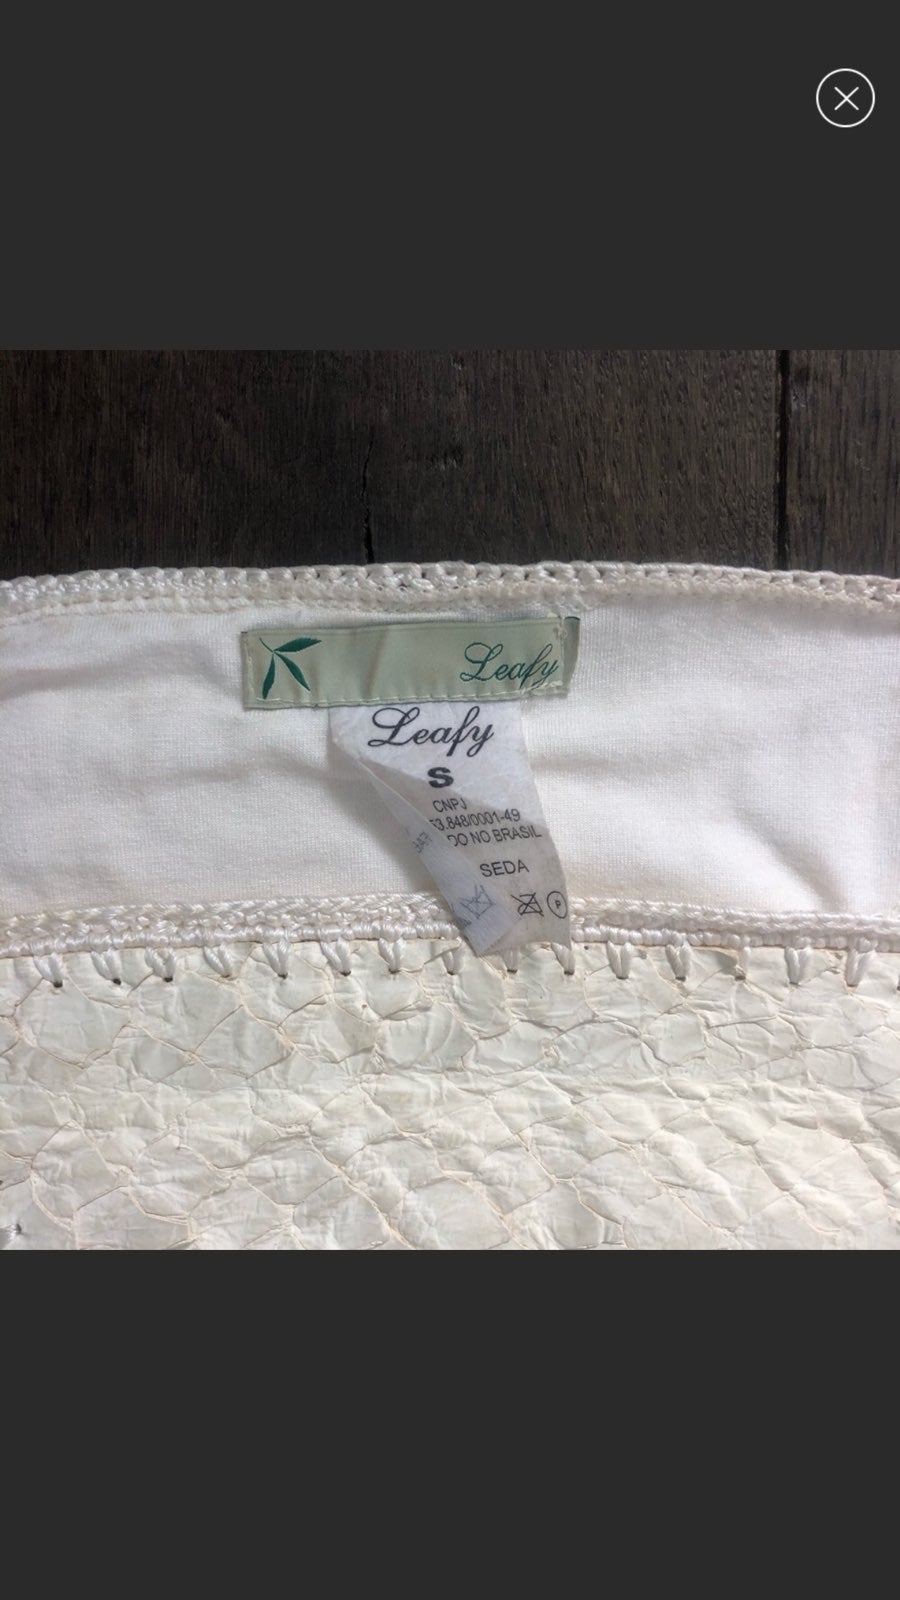 Leafy
Leafy
S
CNPJ
3.848/0001-49
DO NO BRASIL
SEDA
P